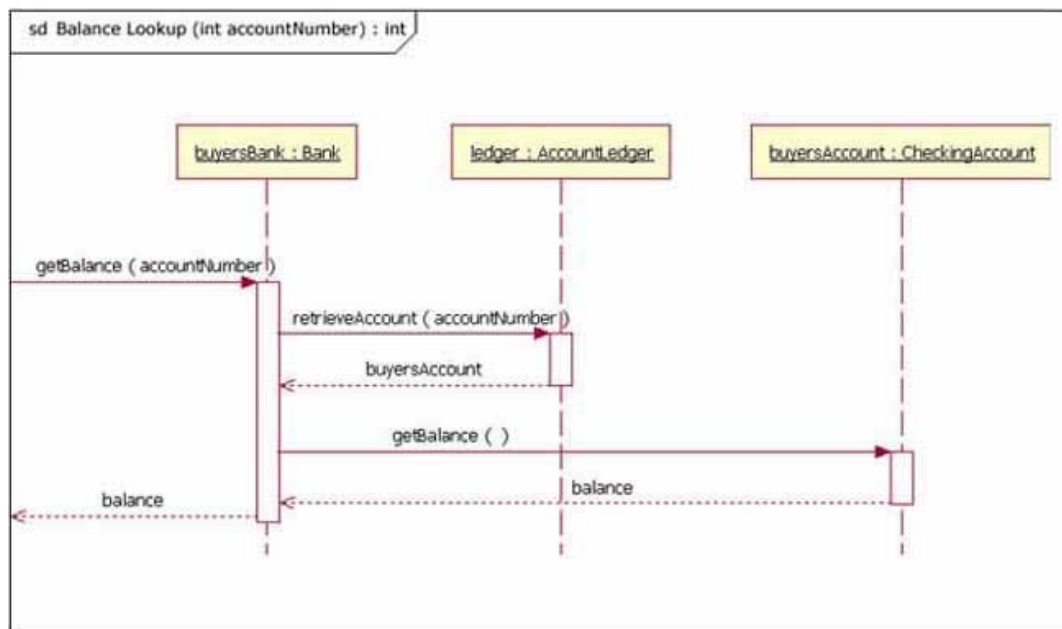 sd Balance Lookup (int accountNumber) : int
buyersBank : Bank
ledger : AccountLedger
buyersAccount : CheckingAccount
getBalance ( accountNumber )
retrieveAccount ( accountNumber )
buyersAccount
getBalance ( )
balance
balance